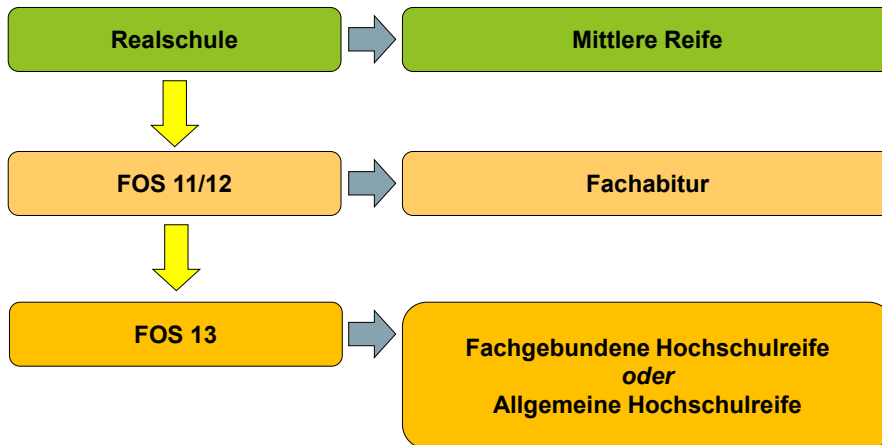 Realschule
Mittlere Reife
FOS 11/12
Fachabitur
FOS 13
Fachgebundene Hochschulreife
oder
Allgemeine Hochschulreife